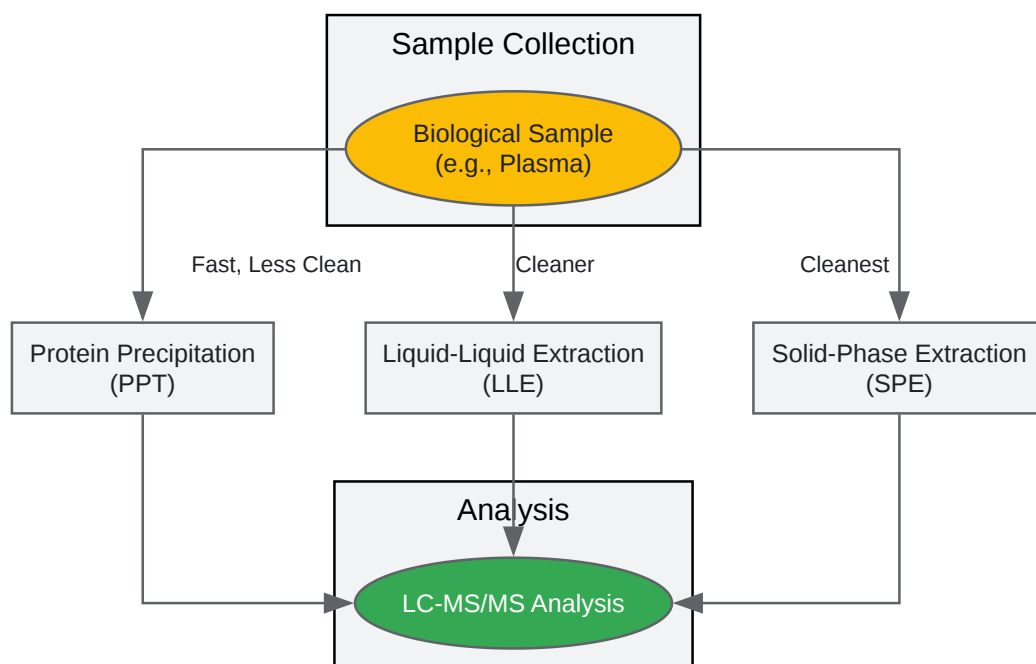 Sample Collection
Biological Sample
(e.g., Plasma)
Fast, Less Clean
Cleaner
Cleanest
Protein Precipitation
(PPT)
Liquid-Liquid Extraction
(LLE)
Solid-Phase Extraction
(SPE)
Analysis
LC-MS/MS Analysis